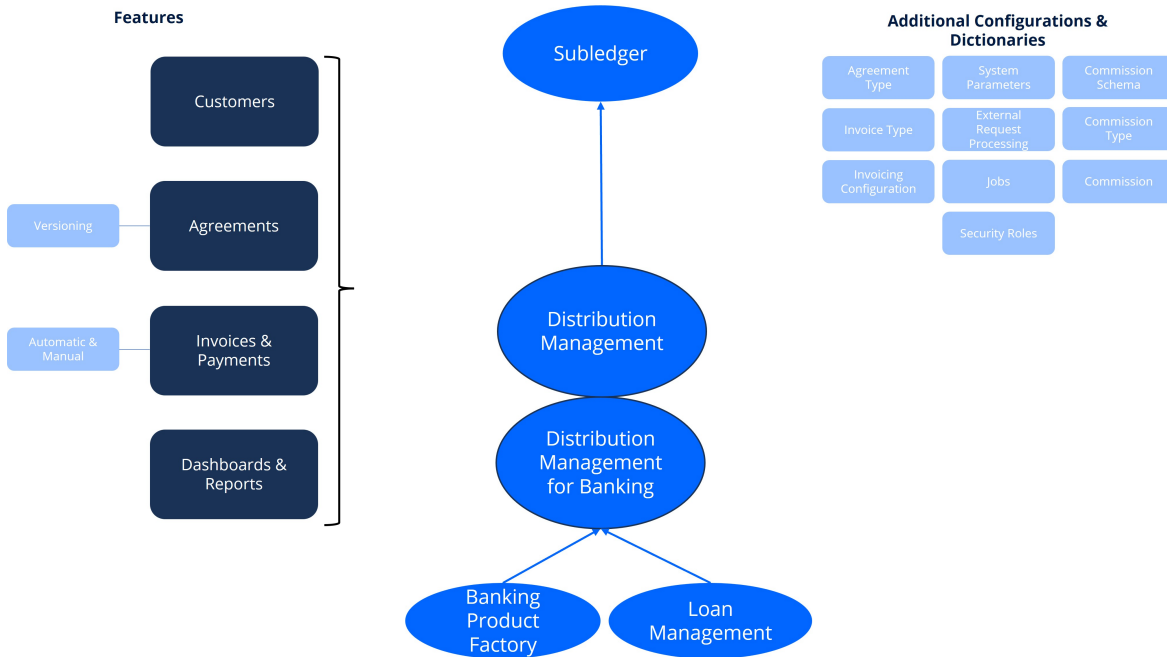 Features
Customers
Versioning
Agreements
Automatic &
Manual
Invoices &
Payments
Dashboards &
Reports
Subledger
Distribution
Management
Distribution
Management
for Banking
Banking
Product
Factory
Loan
Management
Additional Configurations &
Dictionaries
Agreement
Type
System
Parameters
Commission
Schema
Invoice Type
External
Request
Processing
Commission
Type
Invoicing
Configuration
Jobs
Commission
Security Roles